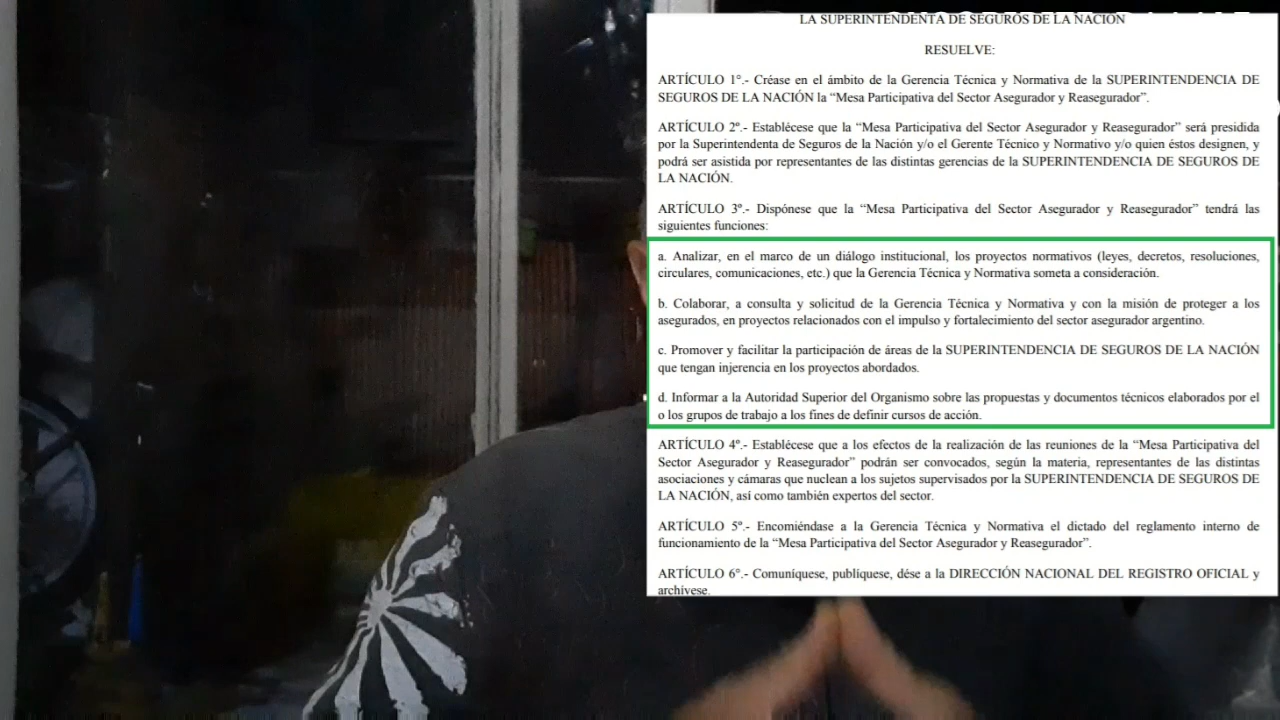 LA SUPERINTENDENTA DE SEGUROS DE LA NACIÓN
RESUELVE:
ARTÍCULO 1°.- Créase en el ámbito de la Gerencia Técnica y Normativa de la SUPERINTENDENCIA DE
SEGUROS DE LA NACIÓN la “Mesa Participativa del Sector Asegurador y Reasegurador”.
ARTÍCULO 2º.- Establécese que la “Mesa Participativa del Sector Asegurador y Reasegurador” será presidida
por la Superintendenta de Seguros de la Nación y/o el Gerente Técnico y Normativo y/o quien éstos designen, y
podrá ser asistida por representantes de las distintas gerencias de la SUPERINTENDENCIA DE SEGUROS DE
LA NACIÓN.
ARTÍCULO 3º.- Dispónese que la “Mesa Participativa del Sector Asegurador y Reasegurador” tendrá las
siguientes funciones:
a. Analizar, en el marco de un diálogo institucional, los proyectos normativos (leyes, decretos, resoluciones,
circulares, comunicaciones, etc.) que la Gerencia Técnica y Normativa someta a consideración.
b. Colaborar, a consulta y solicitud de la Gerencia Técnica y Normativa y con la misión de proteger a los
asegurados, en proyectos relacionados con el impulso y fortalecimiento del sector asegurador argentino.
c. Promover y facilitar la participación de áreas de la SUPERINTENDENCIA DE SEGUROS DE LA NACIÓN
que tengan injerencia en los proyectos abordados.
d. Informar a la Autoridad Superior del Organismo sobre las propuestas y documentos técnicos elaborados por el
o los grupos de trabajo a los fines de definir cursos de acción.
ARTÍCULO 4º.- Establécese que a los efectos de la realización de las reuniones de la “Mesa Participativa del
Sector Asegurador y Reasegurador” podrán ser convocados, según la materia, representantes de las distintas
asociaciones y cámaras que nuclean a los sujetos supervisados por la SUPERINTENDENCIA DE SEGUROS DE
LA NACIÓN, así como también expertos del sector.
ARTÍCULO 5º.- Encomiéndase a la Gerencia Técnica y Normativa el dictado del reglamento interno de
funcionamiento de la “Mesa Participativa del Sector Asegurador y Reasegurador”.
ARTÍCULO 6°.- Comuníquese, publíquese, dése a la DIRECCIÓN NACIONAL DEL REGISTRO OFICIAL y
archívese.